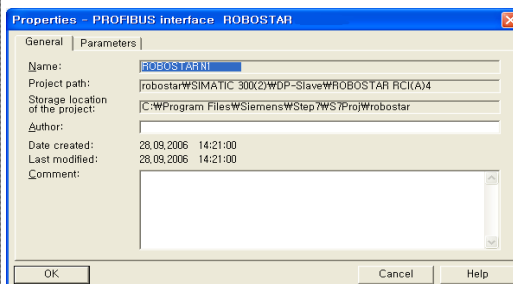 Properties - PROFIBUS interface  ROBOSTAR
General
Parameters
Name:
ROBOSTARN1
Project path:
robostar₩SIMATIC 300(2)₩DP-Slave₩ROBOSTAR RCI(A)4
Storage location
of the project:
C:₩Program Files₩Siemens₩Step7₩S7Proj₩robostar
Author:
Date created:
28,09,2006   14:21:00
Last modified:
28,09,2006   14:21:00
Comment:
OK
Cancel
Help